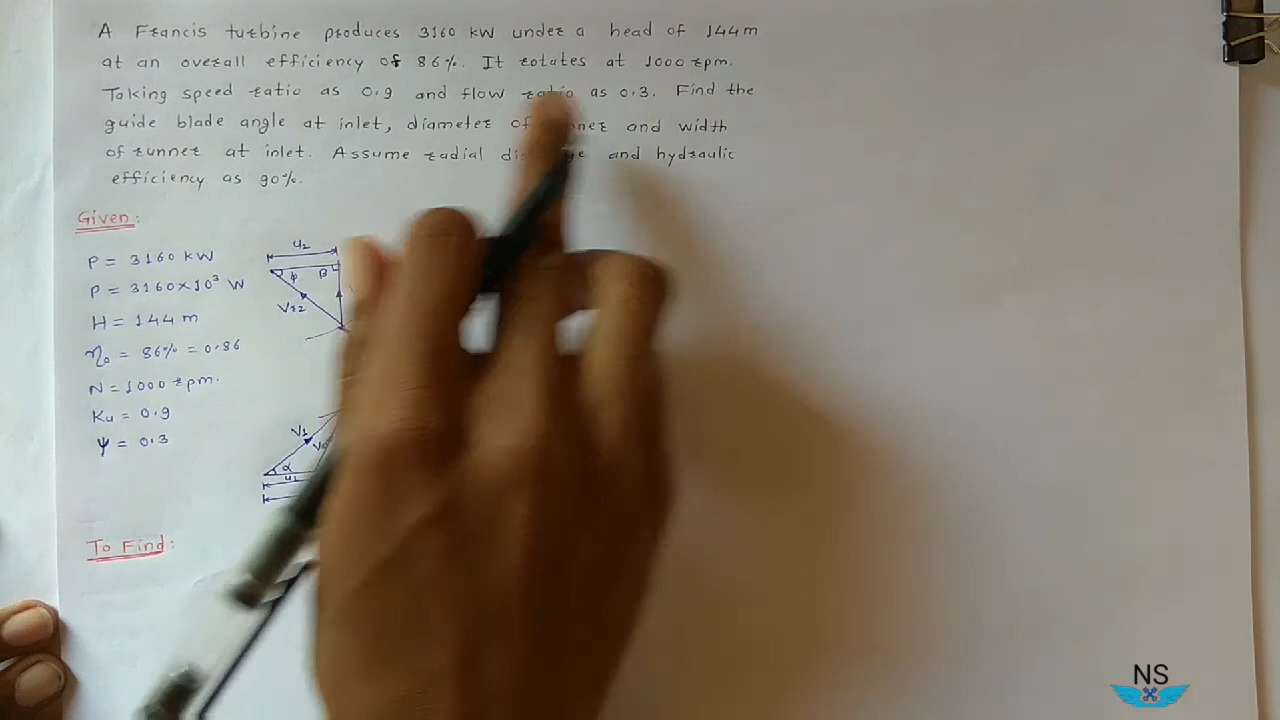 A Francis turbine produces 3160 kW under a head of 144m
at an overall efficiency of 86%. It rotates at 1000 rpm.
Taking speed ratio as 0.9 and flow ratio as 0.3. Find the
guide blade angle at inlet, diameter of and width
of runner at inlet. Assume radial and hydraulic
efficiency as 90%.
Given:
P = 3160 KW
P = 3160×10³ W
H = 144 m
η₀ = 86% = 0.86
N = 1000 rpm.
Ku = 0.9
ψ = 0.3
u₂
φ β
Vr2
V₁
α
u₁
To Find:
NS